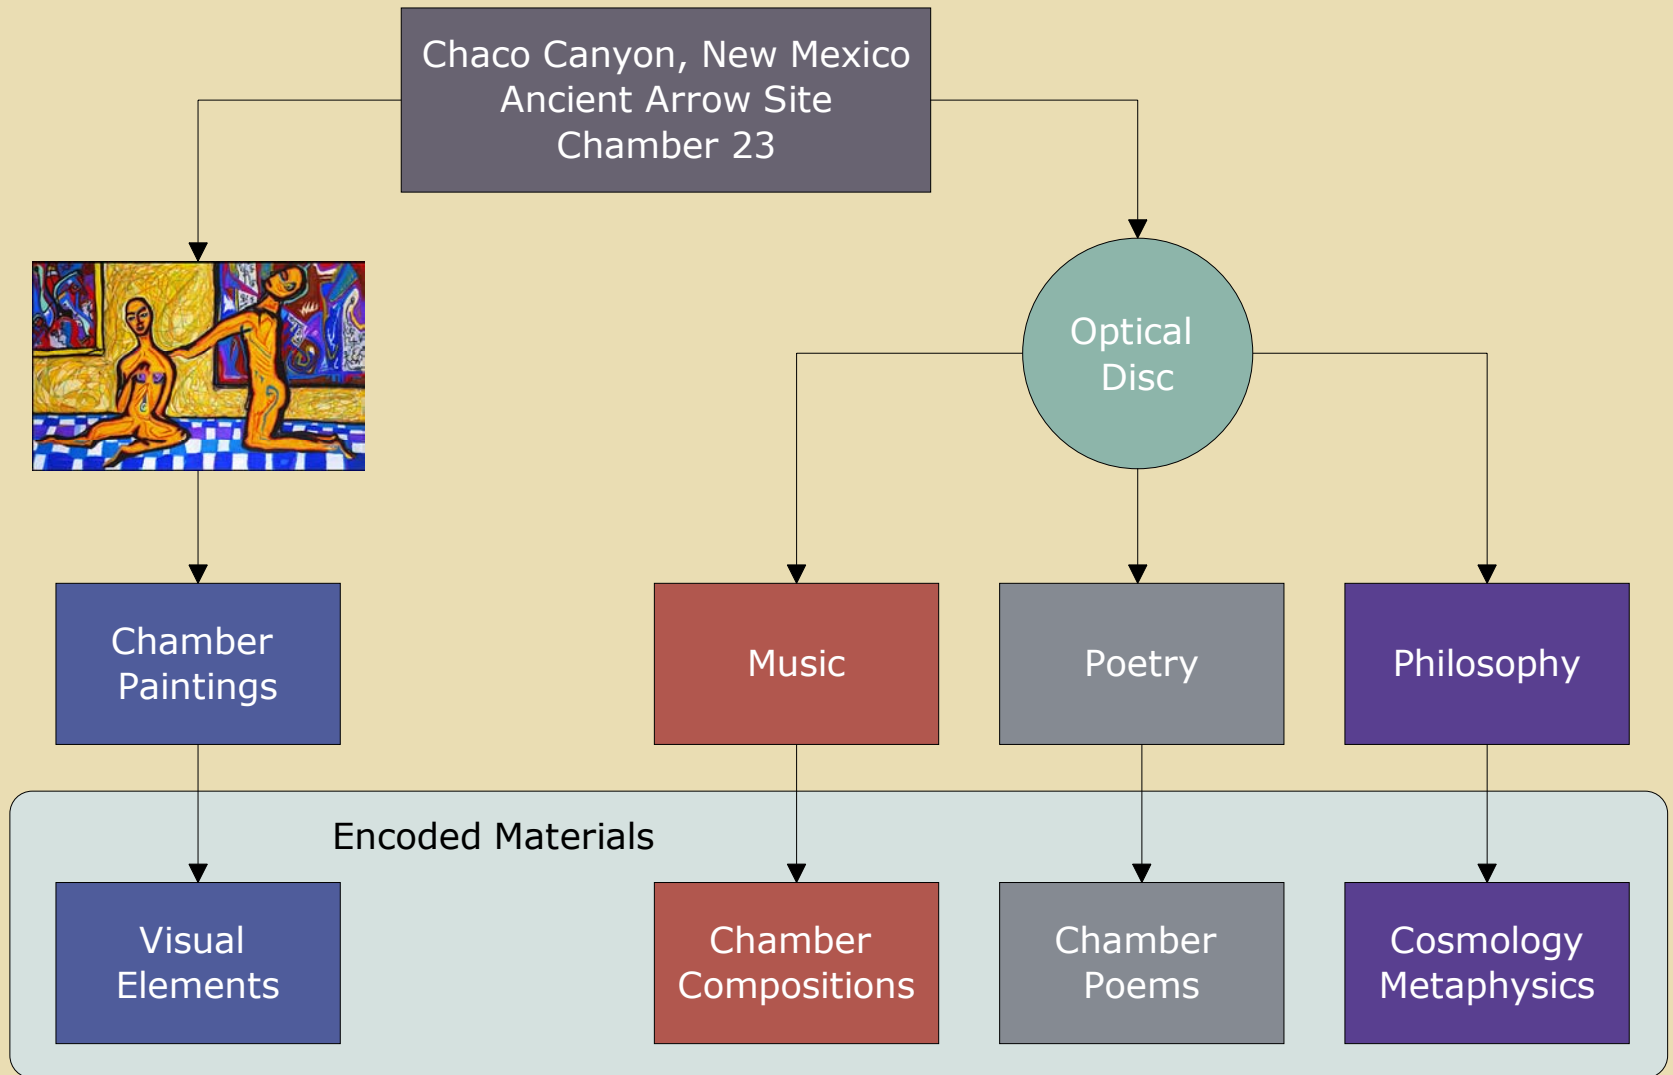 Chaco Canyon, New Mexico
Ancient Arrow Site
Chamber 23
Optical
Disc
Chamber
Paintings
Music
Poetry
Philosophy
Encoded Materials
Visual
Elements
Chamber
Compositions
Chamber
Poems
Cosmology
Metaphysics